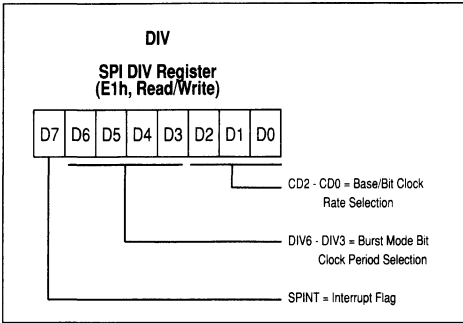 DIV
SPI DIV Register
(E1h, Read/Write)
D7 D6 D5 D4 D3 D2 D1 D0
CD2 - CD0 = Base/Bit Clock
Rate Selection
DIV6 - DIV3 = Burst Mode Bit
Clock Period Selection
SPINT = Interrupt Flag